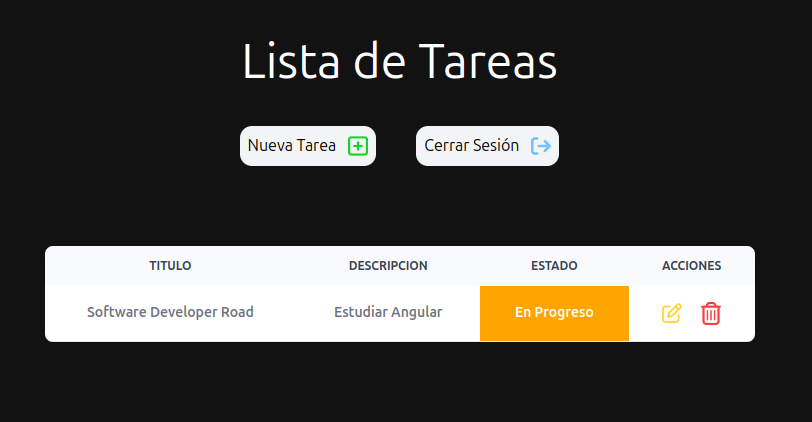 Lista de Tareas
Nueva Tarea
Cerrar Sesión
TITULO DESCRIPCION ESTADO ACCIONES
Software Developer Road Estudiar Angular En Progreso